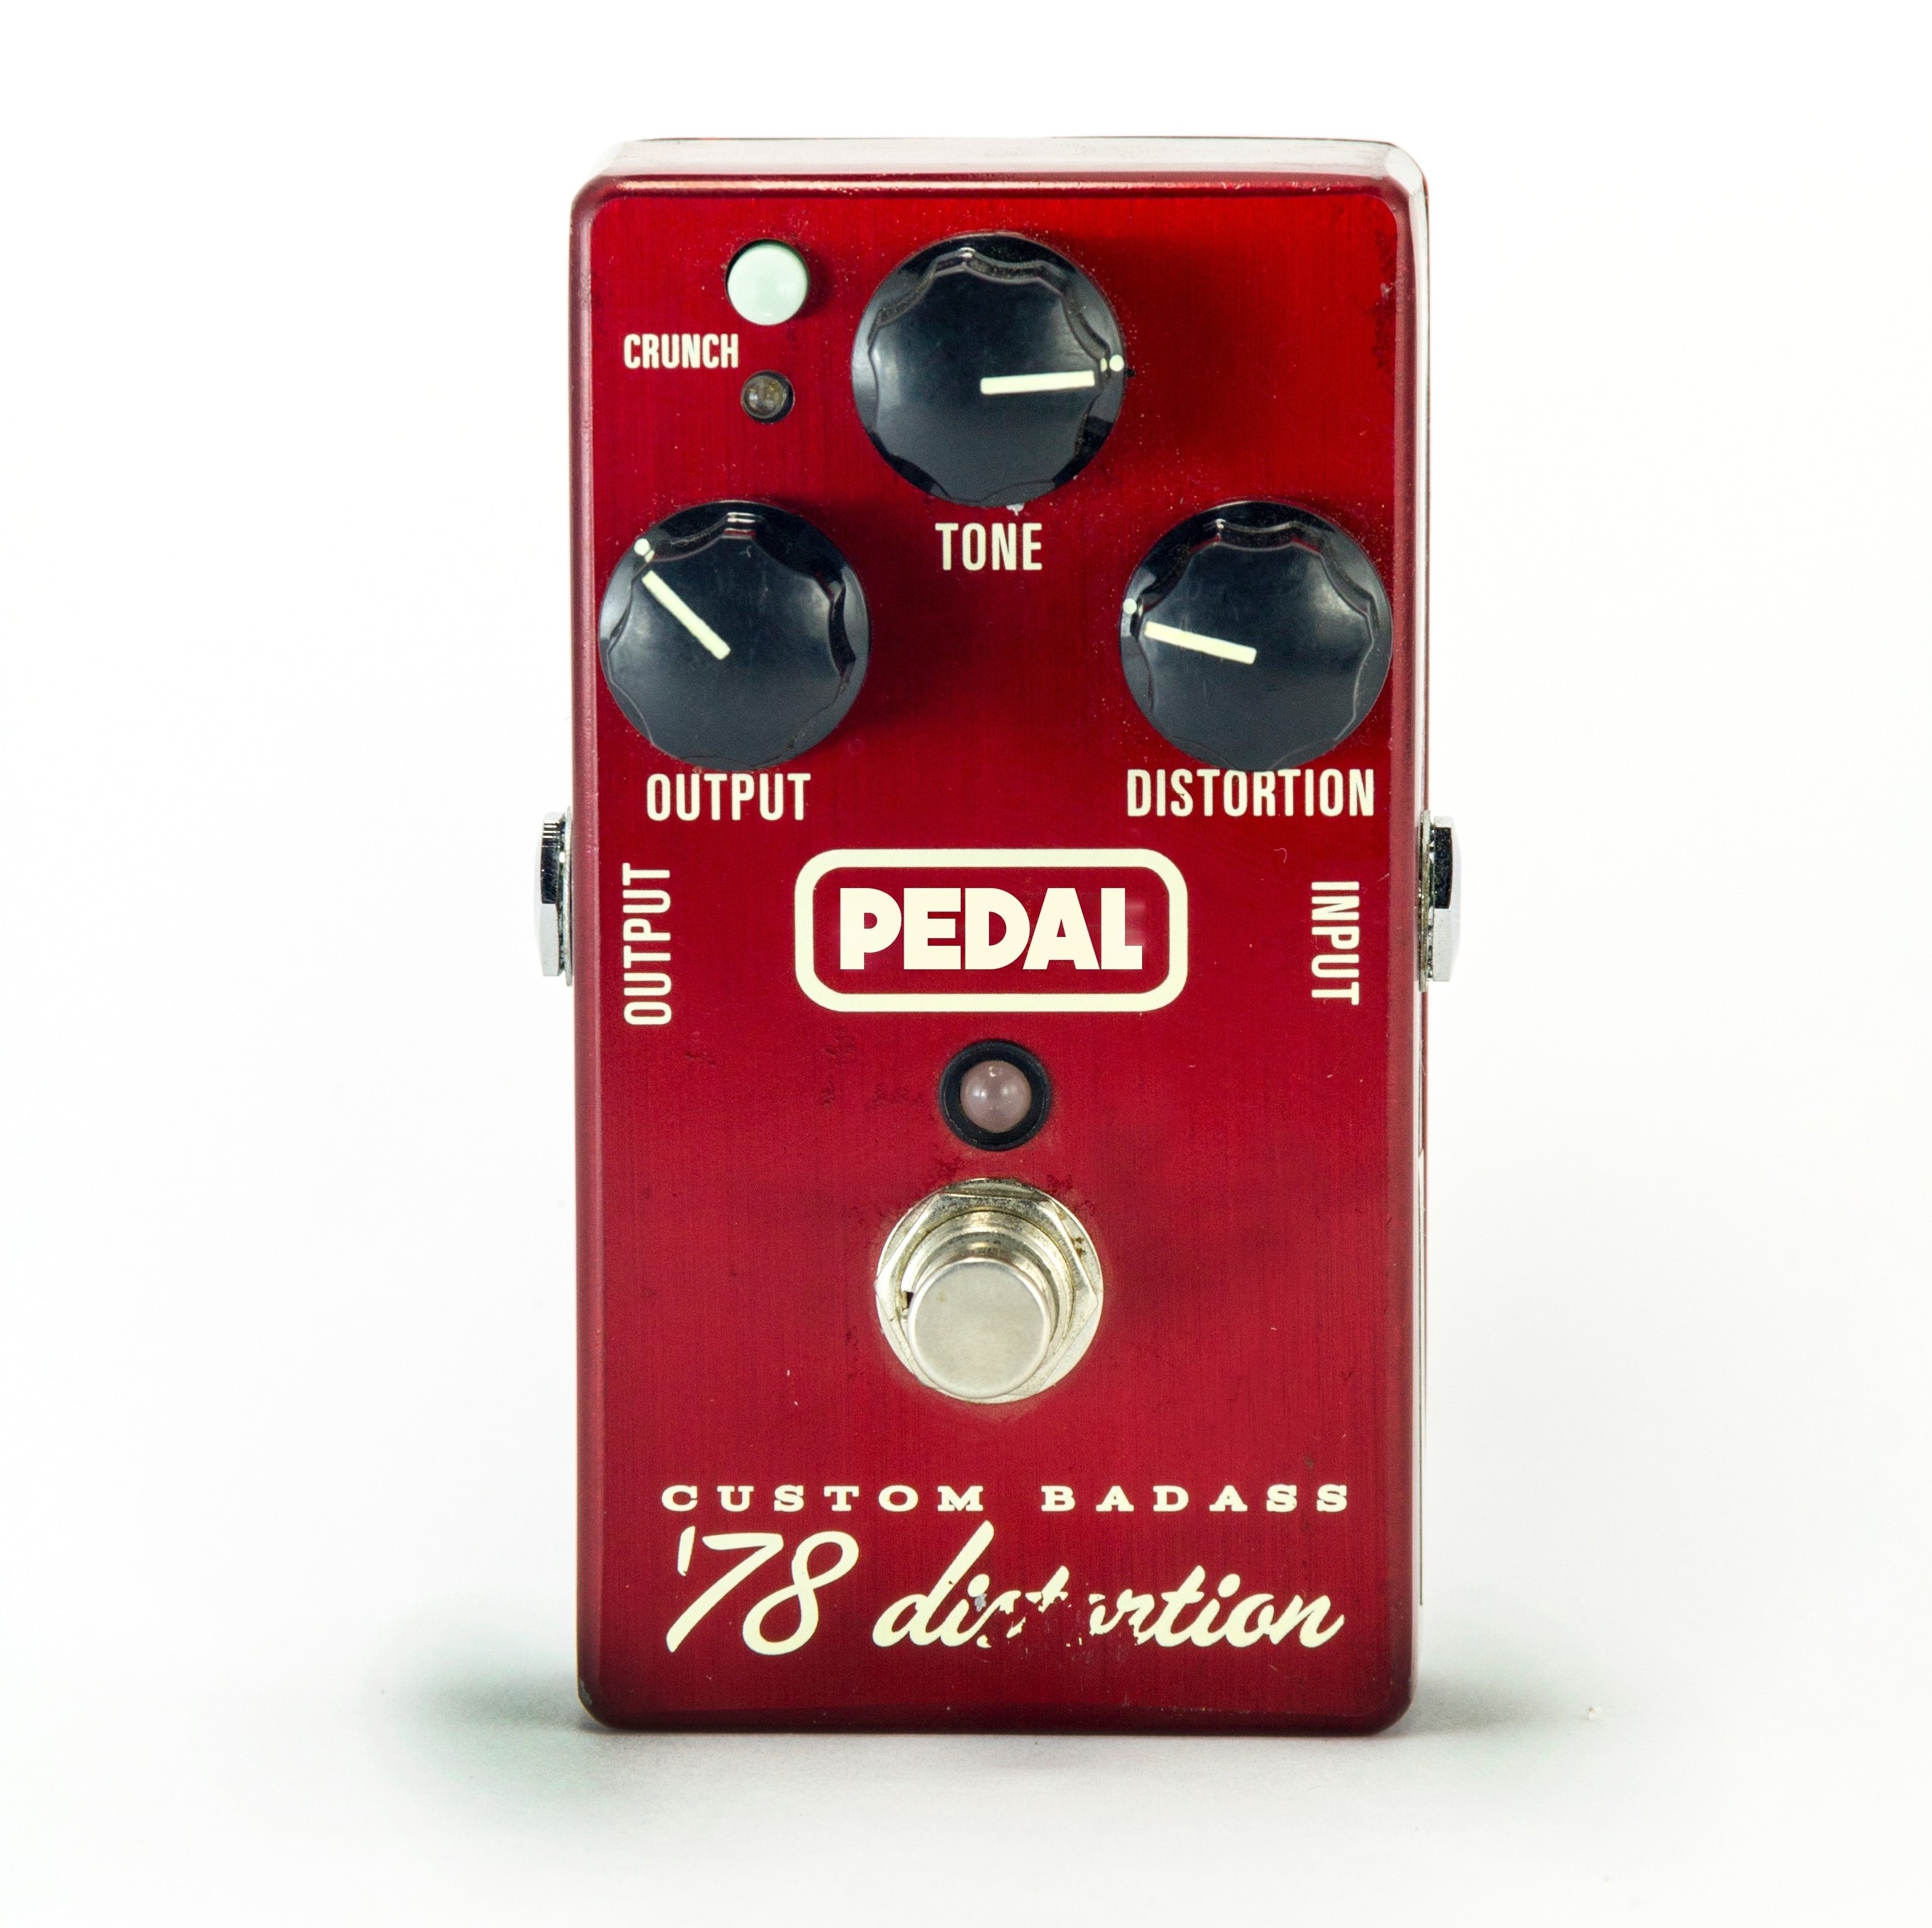 CRUNCH
TONE
OUTPUT
DISTORTION
OUTPUT
PEDAL
INPUT
CUSTOM BADASS
'78 distortion